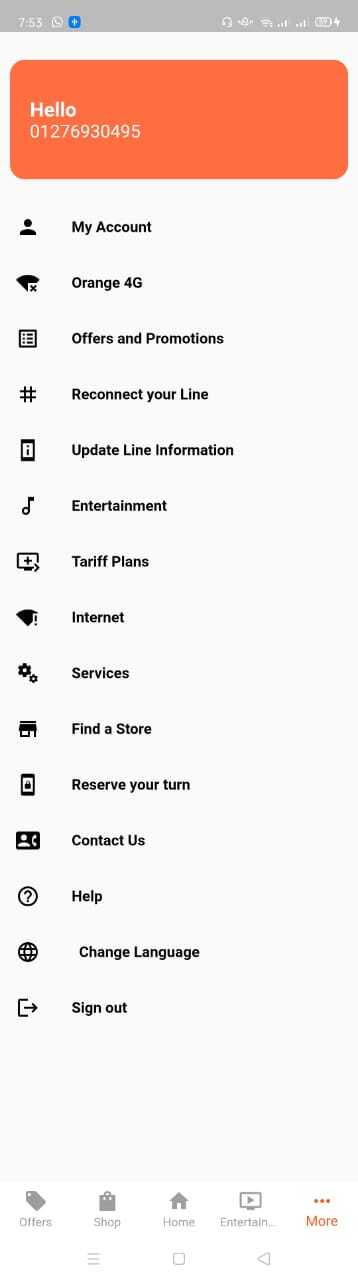 7:53
Hello
01276930495
My Account
Orange 4G
Offers and Promotions
Reconnect your Line
Update Line Information
Entertainment
Tariff Plans
Internet
Services
Find a Store
Reserve your turn
Contact Us
Help
Change Language
Sign out
Offers Shop Home Entertain... More